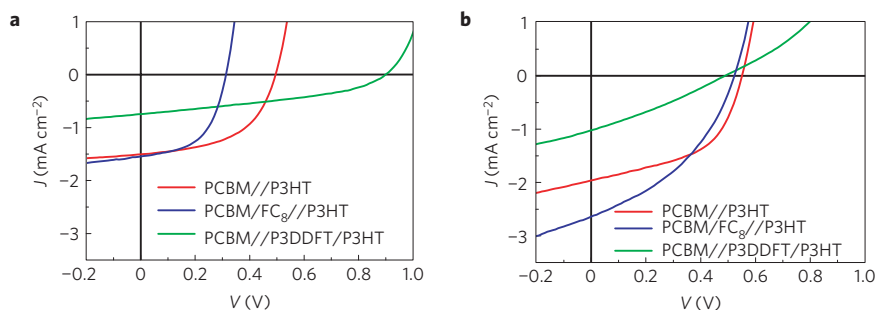 a
1
0
−1
−2
−3
J (mA cm⁻²)
PCBM//P3HT
PCBM/FC₈//P3HT
PCBM//P3DDFT/P3HT
−0.2 0 0.2 0.4 0.6 0.8 1.0
V (V)
b
1
0
−1
−2
−3
J (mA cm⁻²)
PCBM//P3HT
PCBM/FC₈//P3HT
PCBM//P3DDFT/P3HT
−0.2 0 0.2 0.4 0.6 0.8 1.0
V (V)